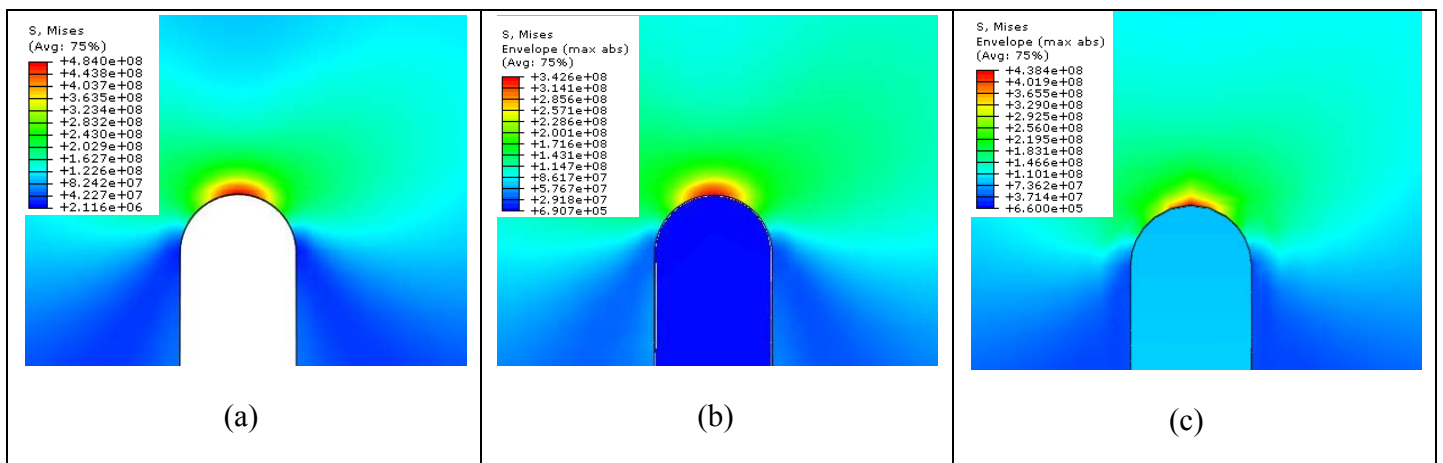 S, Mises
(Avg: 75%)
+4.840e+08
+4.438e+08
+4.037e+08
+3.635e+08
+3.234e+08
+2.832e+08
+2.430e+08
+2.029e+08
+1.627e+08
+1.226e+08
+8.242e+07
+4.227e+07
+2.116e+06
(a)
S, Mises
Envelope (max abs)
(Avg: 75%)
+3.426e+08
+3.141e+08
+2.856e+08
+2.571e+08
+2.286e+08
+2.001e+08
+1.716e+08
+1.431e+08
+1.147e+08
+8.617e+07
+5.767e+07
+2.918e+07
+6.907e+05
(b)
S, Mises
Envelope (max abs)
(Avg: 75%)
+4.384e+08
+4.019e+08
+3.655e+08
+3.290e+08
+2.925e+08
+2.560e+08
+2.195e+08
+1.831e+08
+1.466e+08
+1.101e+08
+7.362e+07
+3.714e+07
+6.600e+05
(c)